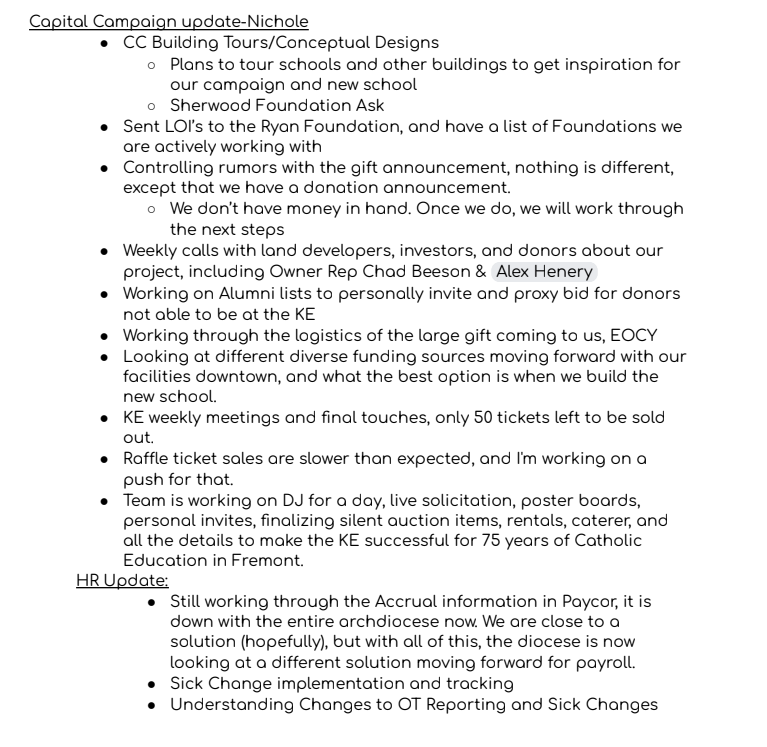 Capital Campaign update-Nichole
● CC Building Tours/Conceptual Designs
○ Plans to tour schools and other buildings to get inspiration for
our campaign and new school
○ Sherwood Foundation Ask
● Sent LOI's to the Ryan Foundation, and have a list of Foundations we
are actively working with
● Controlling rumors with the gift announcement, nothing is different,
except that we have a donation announcement.
○ We don't have money in hand. Once we do, we will work through
the next steps
● Weekly calls with land developers, investors, and donors about our
project, including Owner Rep Chad Beeson & Alex Henery
● Working on Alumni lists to personally invite and proxy bid for donors
not able to be at the KE
● Working through the logistics of the large gift coming to us, EOCY
● Looking at different diverse funding sources moving forward with our
facilities downtown, and what the best option is when we build the
new school.
● KE weekly meetings and final touches, only 50 tickets left to be sold
out.
● Raffle ticket sales are slower than expected, and I'm working on a
push for that.
● Team is working on DJ for a day, live solicitation, poster boards,
personal invites, finalizing silent auction items, rentals, caterer, and
all the details to make the KE successful for 75 years of Catholic
Education in Fremont.
HR Update:
● Still working through the Accrual information in Paycor, it is
down with the entire archdiocese now. We are close to a
solution (hopefully), but with all of this, the diocese is now
looking at a different solution moving forward for payroll.
● Sick Change implementation and tracking
● Understanding Changes to OT Reporting and Sick Changes